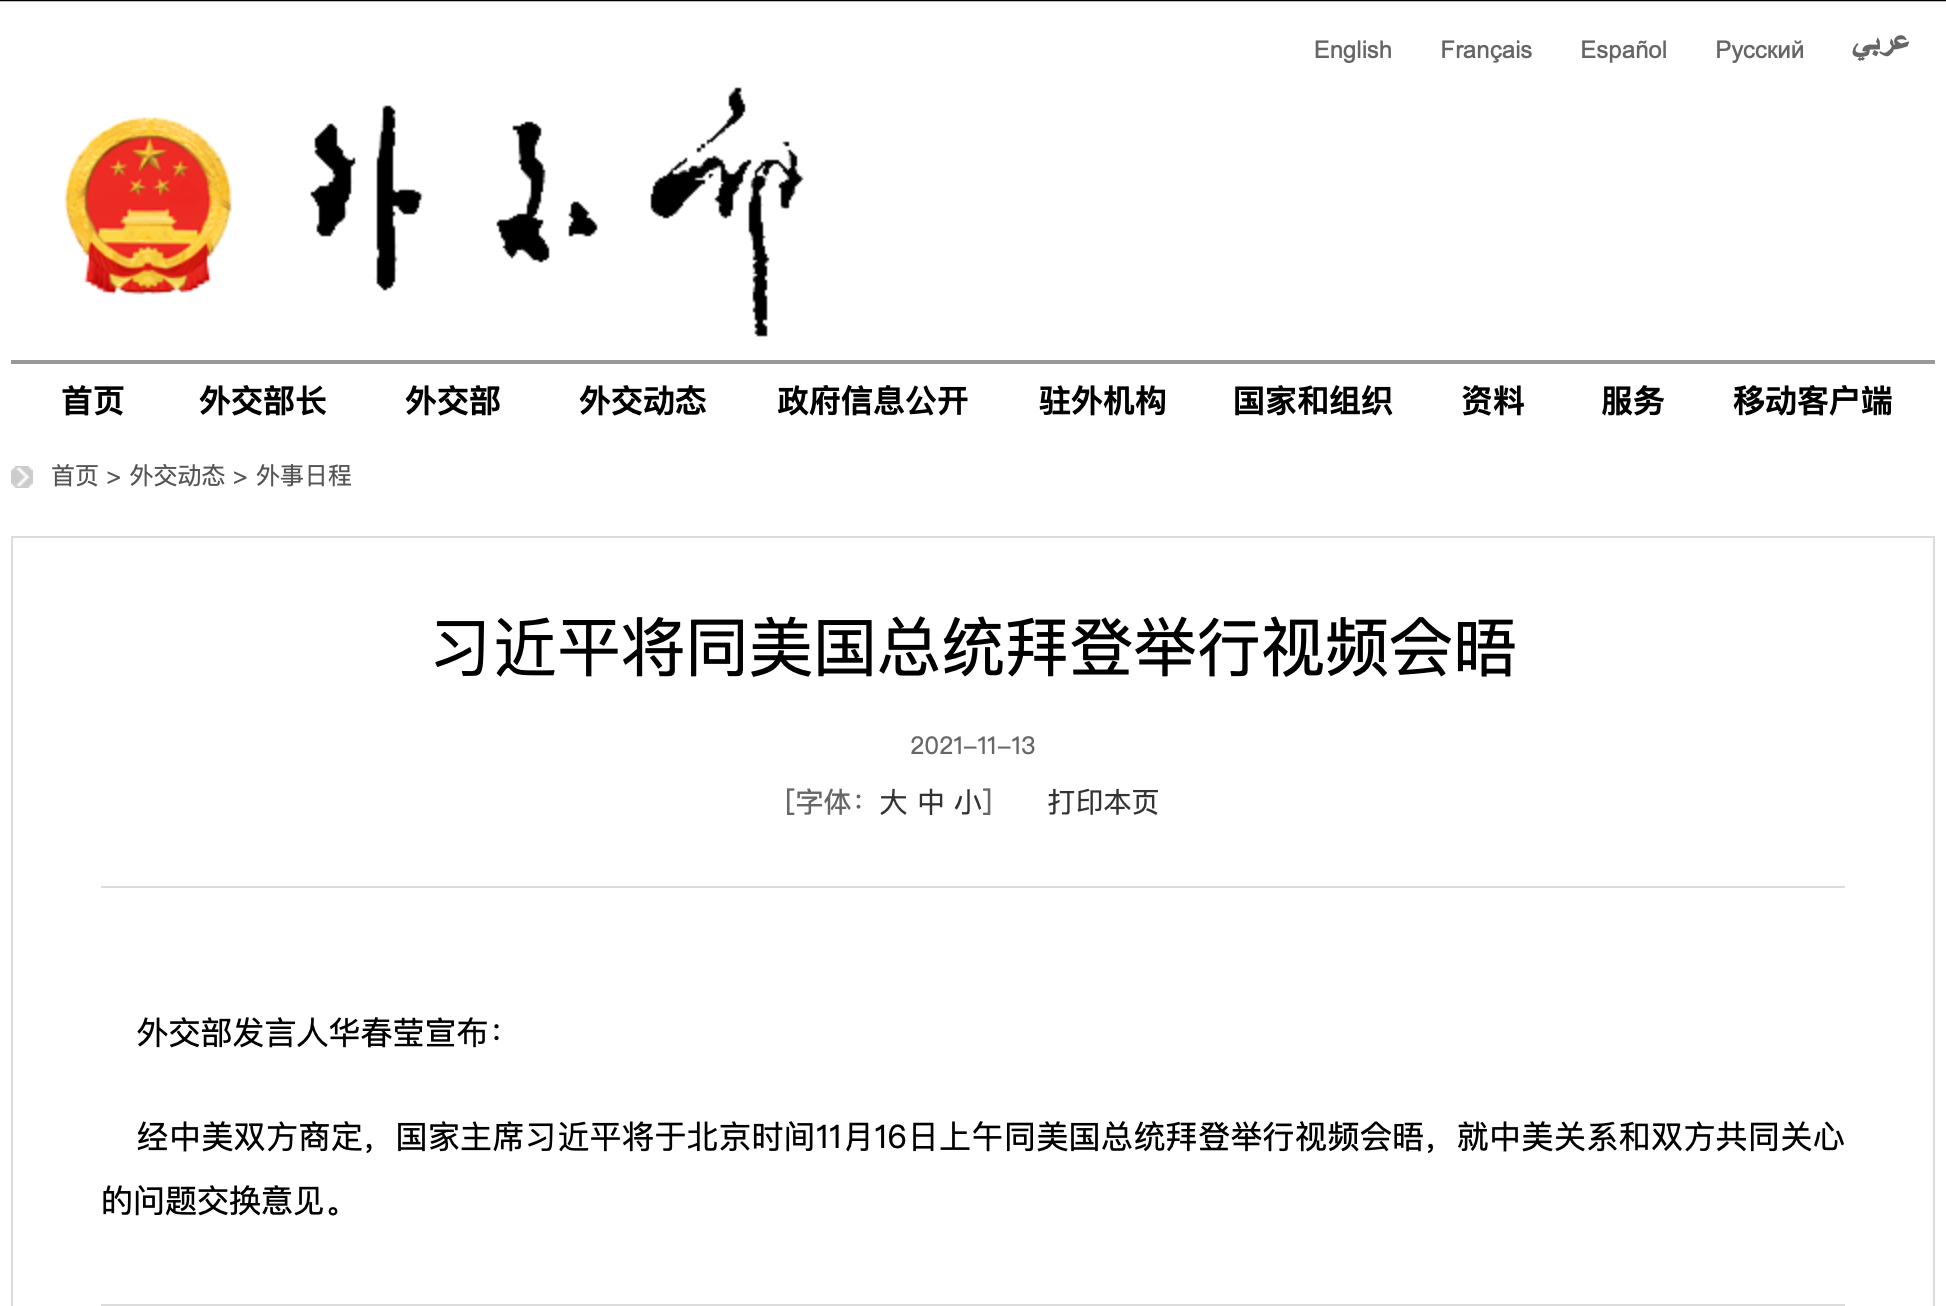 English Français Español Русский عربي
外交部
首页 外交部长 外交部 外交动态 政府信息公开 驻外机构 国家和组织 资料 服务 移动客户端
首页 > 外交动态 > 外事日程
习近平将同美国总统拜登举行视频会晤
2021-11-13
[字体：大 中 小] 打印本页
外交部发言人华春莹宣布：
经中美双方商定，国家主席习近平将于北京时间11月16日上午同美国总统拜登举行视频会晤，就中美关系和双方共同关心
的问题交换意见。